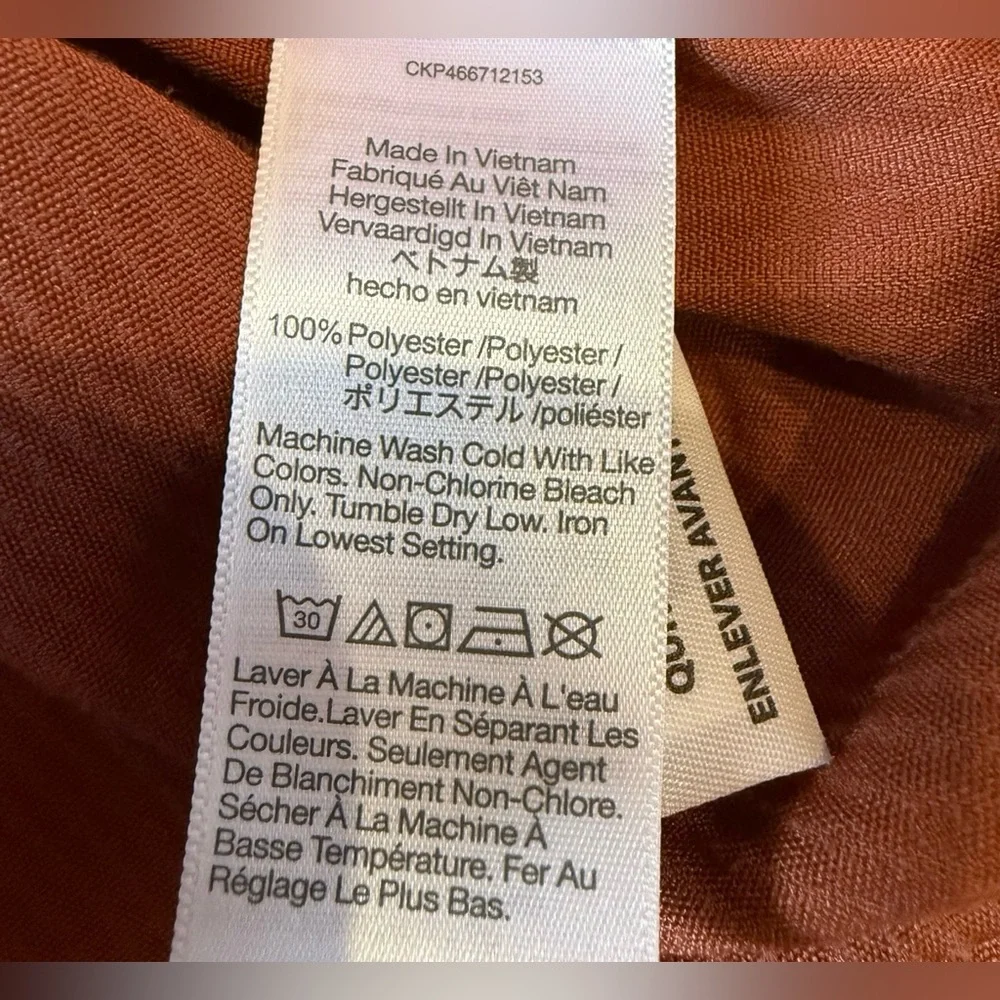 CKP466712153
Made In Vietnam
Fabriqué Au Viêt Nam
Hergestellt In Vietnam
Vervaardigd In Vietnam
ベトナム製
hecho en vietnam
100% Polyester /Polyester /
Polyester /Polyester /
ポリエステル /poliéster
Machine Wash Cold With Like
Colors. Non-Chlorine Bleach
Only. Tumble Dry Low. Iron
On Lowest Setting.
30
Laver À La Machine À L'eau
Froide.Laver En Séparant Les
Couleurs. Seulement Agent
De Blanchiment Non-Chlore.
Sécher À La Machine À
Basse Température. Fer Au
Réglage Le Plus Bas.
ENLEVER AVANT